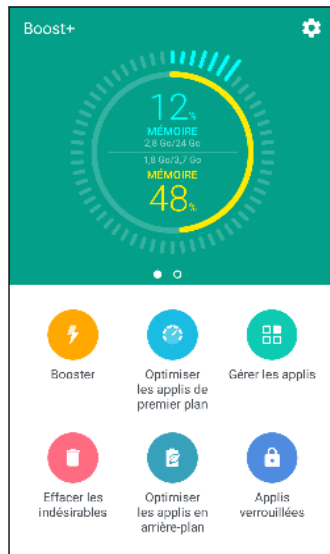 Boost+
12%
MÉMOIRE
2,8 Go/24 Go
1,8 Go/3,7 Go
MÉMOIRE
48%
Booster
Optimiser
les applis de
premier plan
Gérer les applis
Effacer les
indésirables
Optimiser
les applis en
arrière-plan
Applis
verrouillées